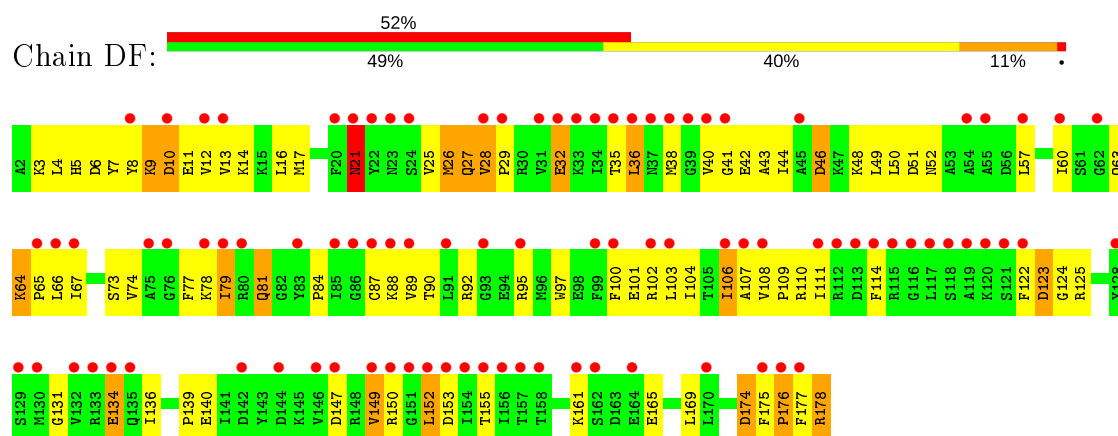 52%
Chain DF:
49% 40% 11% •
A2 K3 L4 H5 D6 Y7 Y8 K9 D10 E11 V12 V13 K14 K15 L16 M17 F20 N21 Y22 N23 S24 V25 M26 Q27 V28 P29 R30 V31 E32 K33 I34 T35 L36 N37 M38 G39 V40 G41 E42 A43 I44 A45 D46 K47 K48 L49 L50 D51 N52 A53 A54 A55 D56 L57 I60 S61 G62 Q63
K64 P65 L66 I67 S73 V74 A75 G76 F77 K78 I79 R80 Q81 G82 Y83 P84 I85 G86 C87 K88 V89 T90 L91 R92 G93 E94 R95 M96 W97 E98 F99 F100 E101 R102 L103 I104 T105 I106 A107 V108 P109 R110 I111 R112 D113 F114 R115 G116 L117 S118 A119 K120 S121 F122 D123 G124 R125 Y128
S129 M130 G131 V132 R133 E134 Q135 I136 P139 E140 I141 D142 Y143 D144 K145 V146 D147 R148 V149 R150 G151 L152 D153 I154 T155 I156 T157 T158 K161 S162 D163 E164 E165 L169 L170 D174 F175 P176 F177 R178